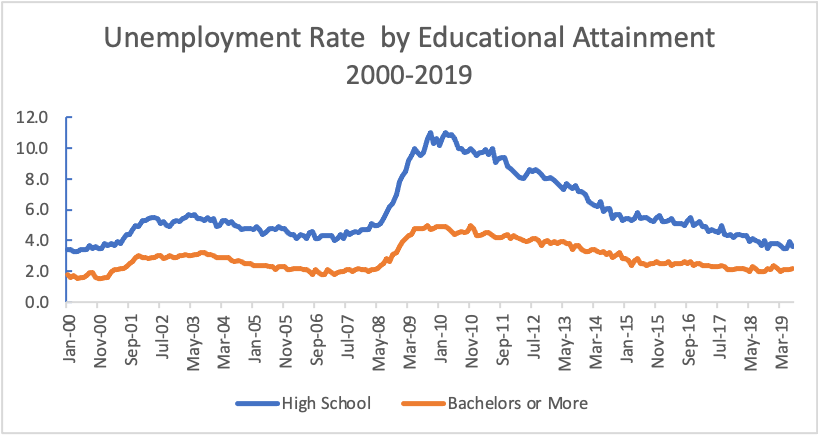 Unemployment Rate by Educational Attainment
2000-2019
12.0
10.0
8.0
6.0
4.0
2.0
0.0
Jan-00
Nov-00
Sep-01
Jul-02
May-03
Mar-04
Jan-05
Nov-05
Sep-06
Jul-07
May-08
Mar-09
Jan-10
Nov-10
Sep-11
Jul-12
May-13
Mar-14
Jan-15
Nov-15
Sep-16
Jul-17
May-18
Mar-19
High School
Bachelors or More